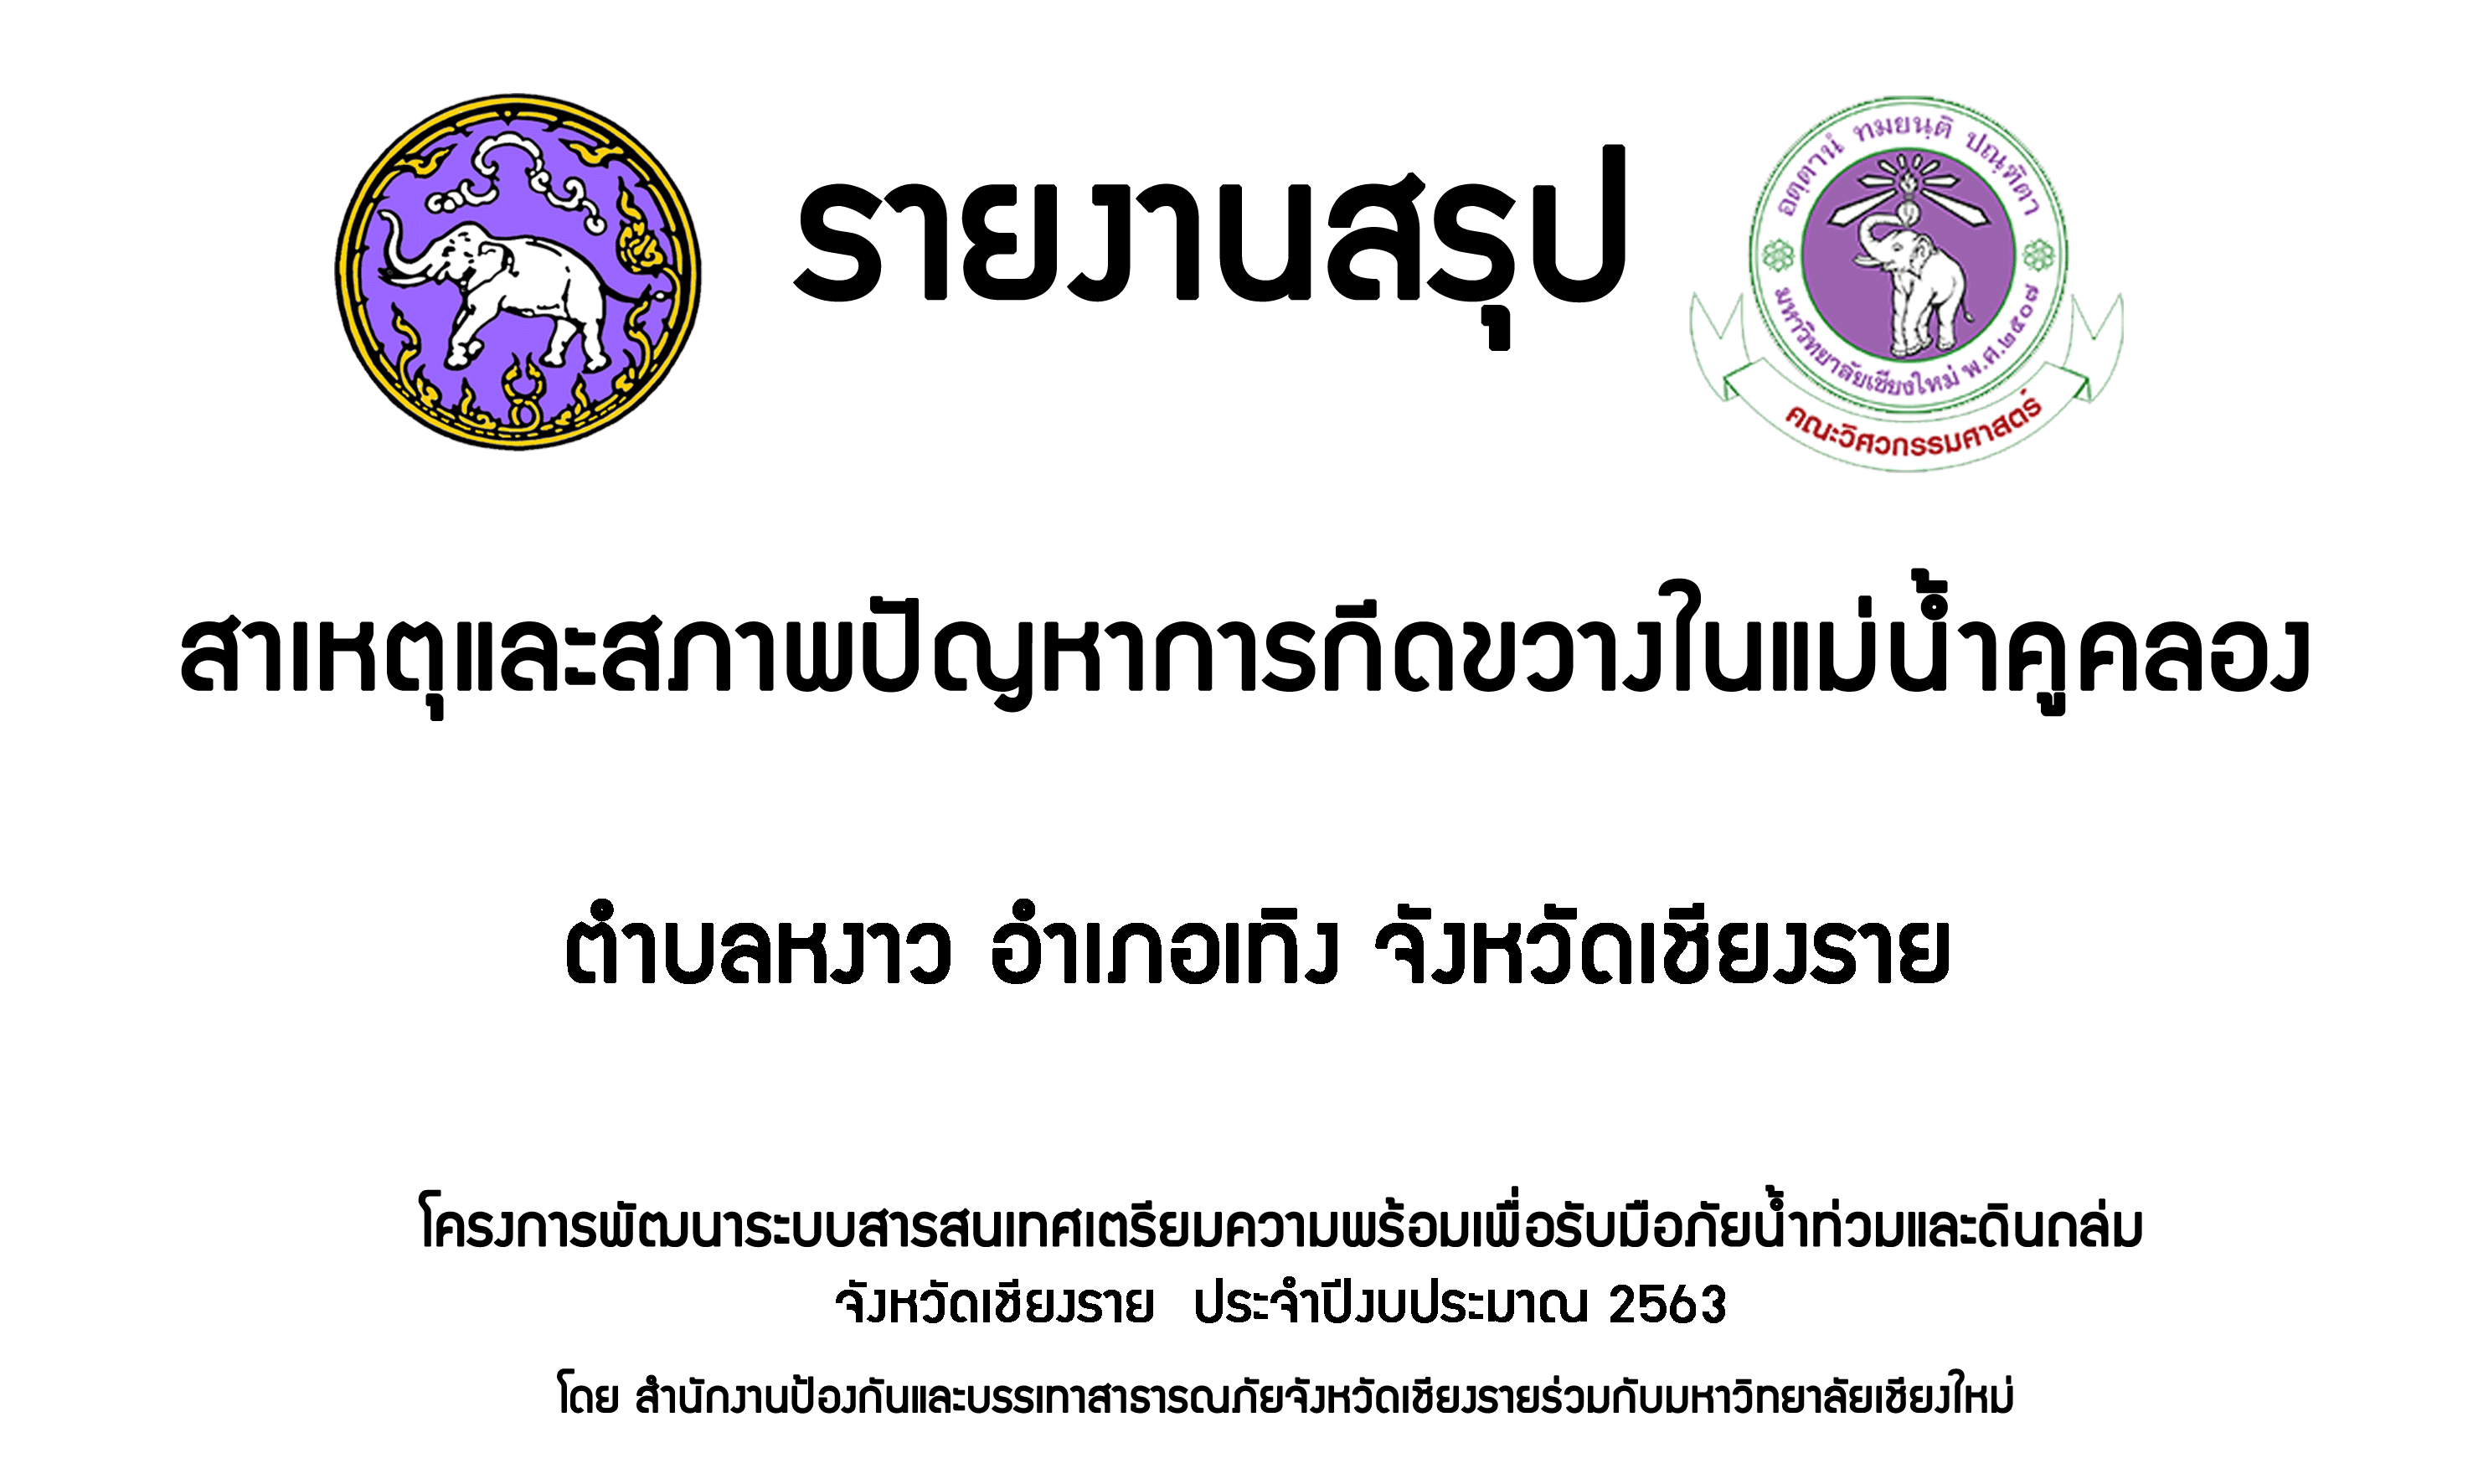 รายงานสรุป
อตฺตานํ ทมยนฺติ ปณฺฑิตา
มหาวิทยาลัยเชียงใหม่ พ.ศ.๒๕๐๗
คณะวิศวกรรมศาสตร์
สาเหตุและสภาพปัญหาการกีดขวางในแม่น้ำคูคลอง
ตำบลหงาว อำเภอเทิง จังหวัดเชียงราย
โครงการพัฒนาระบบสารสนเทศเตรียมความพร้อมเพื่อรับมือภัยน้ำท่วมและดินถล่ม
จังหวัดเชียงราย ประจำปีงบประมาณ 2563
โดย สำนักงานป้องกันและบรรเทาสาธารณภัยจังหวัดเชียงรายร่วมกับมหาวิทยาลัยเชียงใหม่